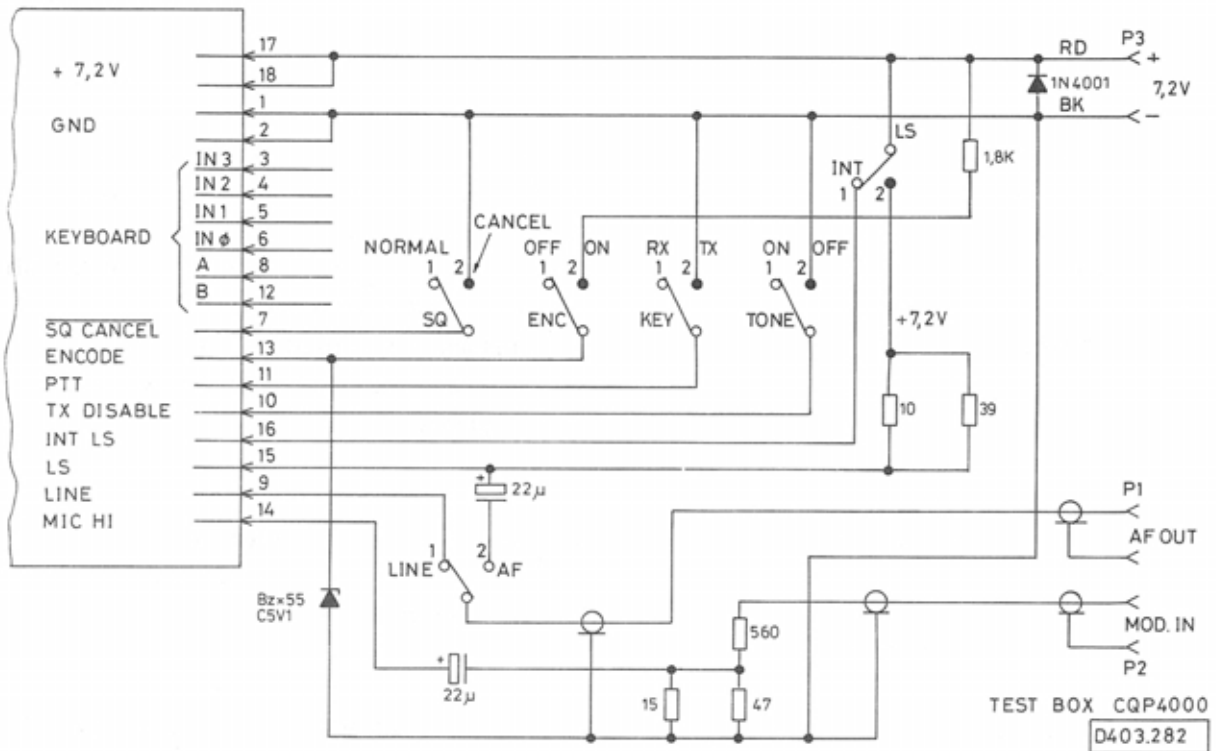 + 7,2V
GND
KEYBOARD
IN 3
IN 2
IN 1
IN ϕ
A
B
SQ CANCEL
ENCODE
PTT
TX DISABLE
INT LS
LS
LINE
MIC HI
17
18
1
2
3
4
5
6
8
12
7
13
11
10
16
15
9
14
RD
P3
+
7,2V
1N4001
BK
–
LS
INT
1 2
1,8K
NORMAL
CANCEL
1 2
SQ
OFF ON
1 2
ENC
RX TX
1 2
KEY
ON OFF
1 2
TONE
+7,2V
10
39
+
22µ
1 2
LINE
AF
P1
AF OUT
Bz×55
C5V1
+
22µ
560
15
47
MOD. IN
P2
TEST BOX CQP4000
D403.282